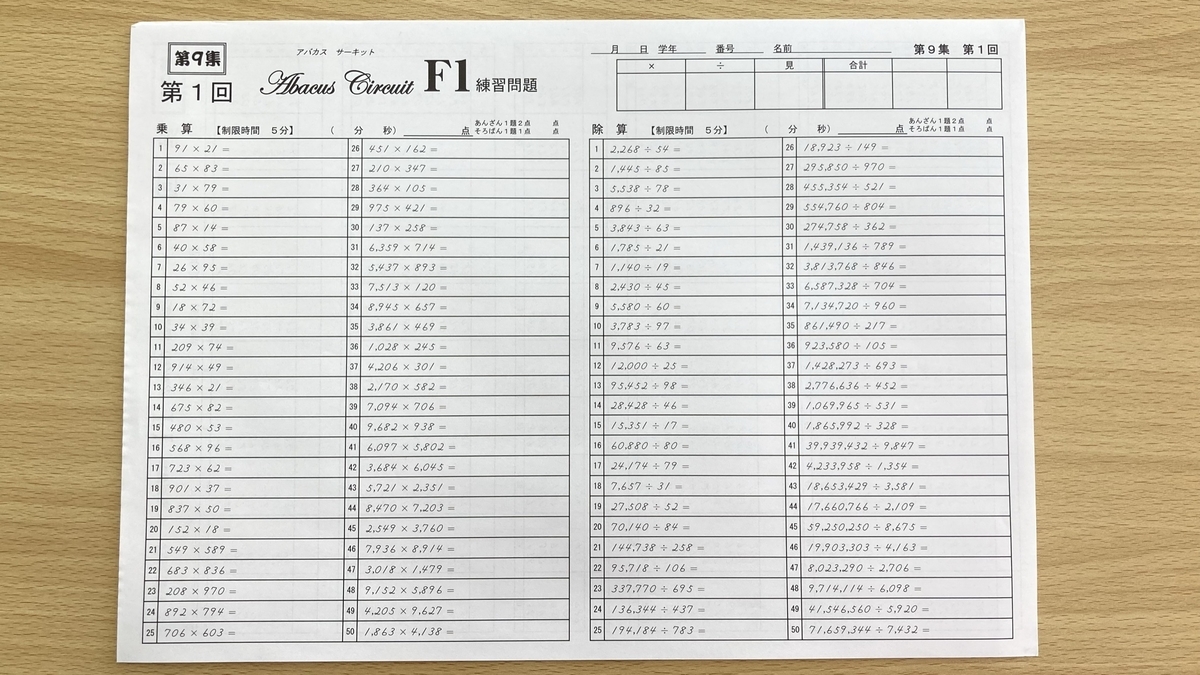 第9集
第1回
アバカス サーキット
Abacus Circuit F1 練習問題
月 日 学年 番号 名前 第9集 第1回
× ÷ 見 合計
乗 算 【制限時間 5分】 ( 分 秒) 点 あんざん1題2点 点
そろばん1題1点 点
1 91 × 21 =
2 65 × 83 =
3 31 × 79 =
4 79 × 60 =
5 87 × 14 =
6 40 × 58 =
7 26 × 95 =
8 52 × 46 =
9 18 × 72 =
10 34 × 39 =
11 209 × 74 =
12 914 × 49 =
13 346 × 21 =
14 675 × 82 =
15 480 × 53 =
16 568 × 96 =
17 723 × 62 =
18 901 × 37 =
19 837 × 50 =
20 152 × 18 =
21 549 × 589 =
22 683 × 836 =
23 208 × 970 =
24 892 × 794 =
25 706 × 603 =
26 451 × 162 =
27 210 × 347 =
28 364 × 105 =
29 975 × 421 =
30 137 × 258 =
31 6,359 × 714 =
32 5,437 × 893 =
33 7,513 × 120 =
34 8,945 × 657 =
35 3,861 × 469 =
36 1,028 × 245 =
37 4,206 × 301 =
38 2,170 × 582 =
39 7,094 × 706 =
40 9,682 × 938 =
41 6,097 × 5,802 =
42 3,684 × 6,045 =
43 5,721 × 2,351 =
44 8,470 × 7,203 =
45 2,549 × 3,760 =
46 7,936 × 8,914 =
47 3,018 × 1,479 =
48 9,152 × 5,896 =
49 4,205 × 9,627 =
50 1,863 × 4,138 =
除 算 【制限時間 5分】 ( 分 秒) 点 あんざん1題2点 点
そろばん1題1点 点
1 2,268 ÷ 54 =
2 1,445 ÷ 85 =
3 5,538 ÷ 78 =
4 896 ÷ 32 =
5 3,843 ÷ 63 =
6 1,785 ÷ 21 =
7 1,140 ÷ 19 =
8 2,430 ÷ 45 =
9 5,580 ÷ 60 =
10 3,783 ÷ 97 =
11 9,576 ÷ 63 =
12 12,000 ÷ 25 =
13 95,452 ÷ 98 =
14 28,428 ÷ 46 =
15 15,351 ÷ 17 =
16 60,880 ÷ 80 =
17 24,174 ÷ 79 =
18 7,657 ÷ 31 =
19 27,508 ÷ 52 =
20 70,140 ÷ 84 =
21 144,738 ÷ 258 =
22 95,718 ÷ 106 =
23 337,770 ÷ 695 =
24 136,344 ÷ 437 =
25 194,184 ÷ 783 =
26 18,923 ÷ 149 =
27 295,850 ÷ 970 =
28 455,354 ÷ 521 =
29 554,760 ÷ 804 =
30 274,758 ÷ 362 =
31 1,439,136 ÷ 789 =
32 3,813,768 ÷ 846 =
33 6,587,328 ÷ 704 =
34 7,134,720 ÷ 960 =
35 861,490 ÷ 217 =
36 923,580 ÷ 105 =
37 1,428,273 ÷ 693 =
38 2,776,636 ÷ 452 =
39 1,069,965 ÷ 531 =
40 1,865,992 ÷ 328 =
41 39,939,432 ÷ 9,847 =
42 4,233,958 ÷ 1,354 =
43 18,653,429 ÷ 3,581 =
44 17,660,766 ÷ 2,109 =
45 59,250,250 ÷ 8,675 =
46 19,903,303 ÷ 4,163 =
47 8,023,290 ÷ 2,706 =
48 9,714,114 ÷ 6,098 =
49 41,546,560 ÷ 5,920 =
50 71,659,344 ÷ 7,432 =